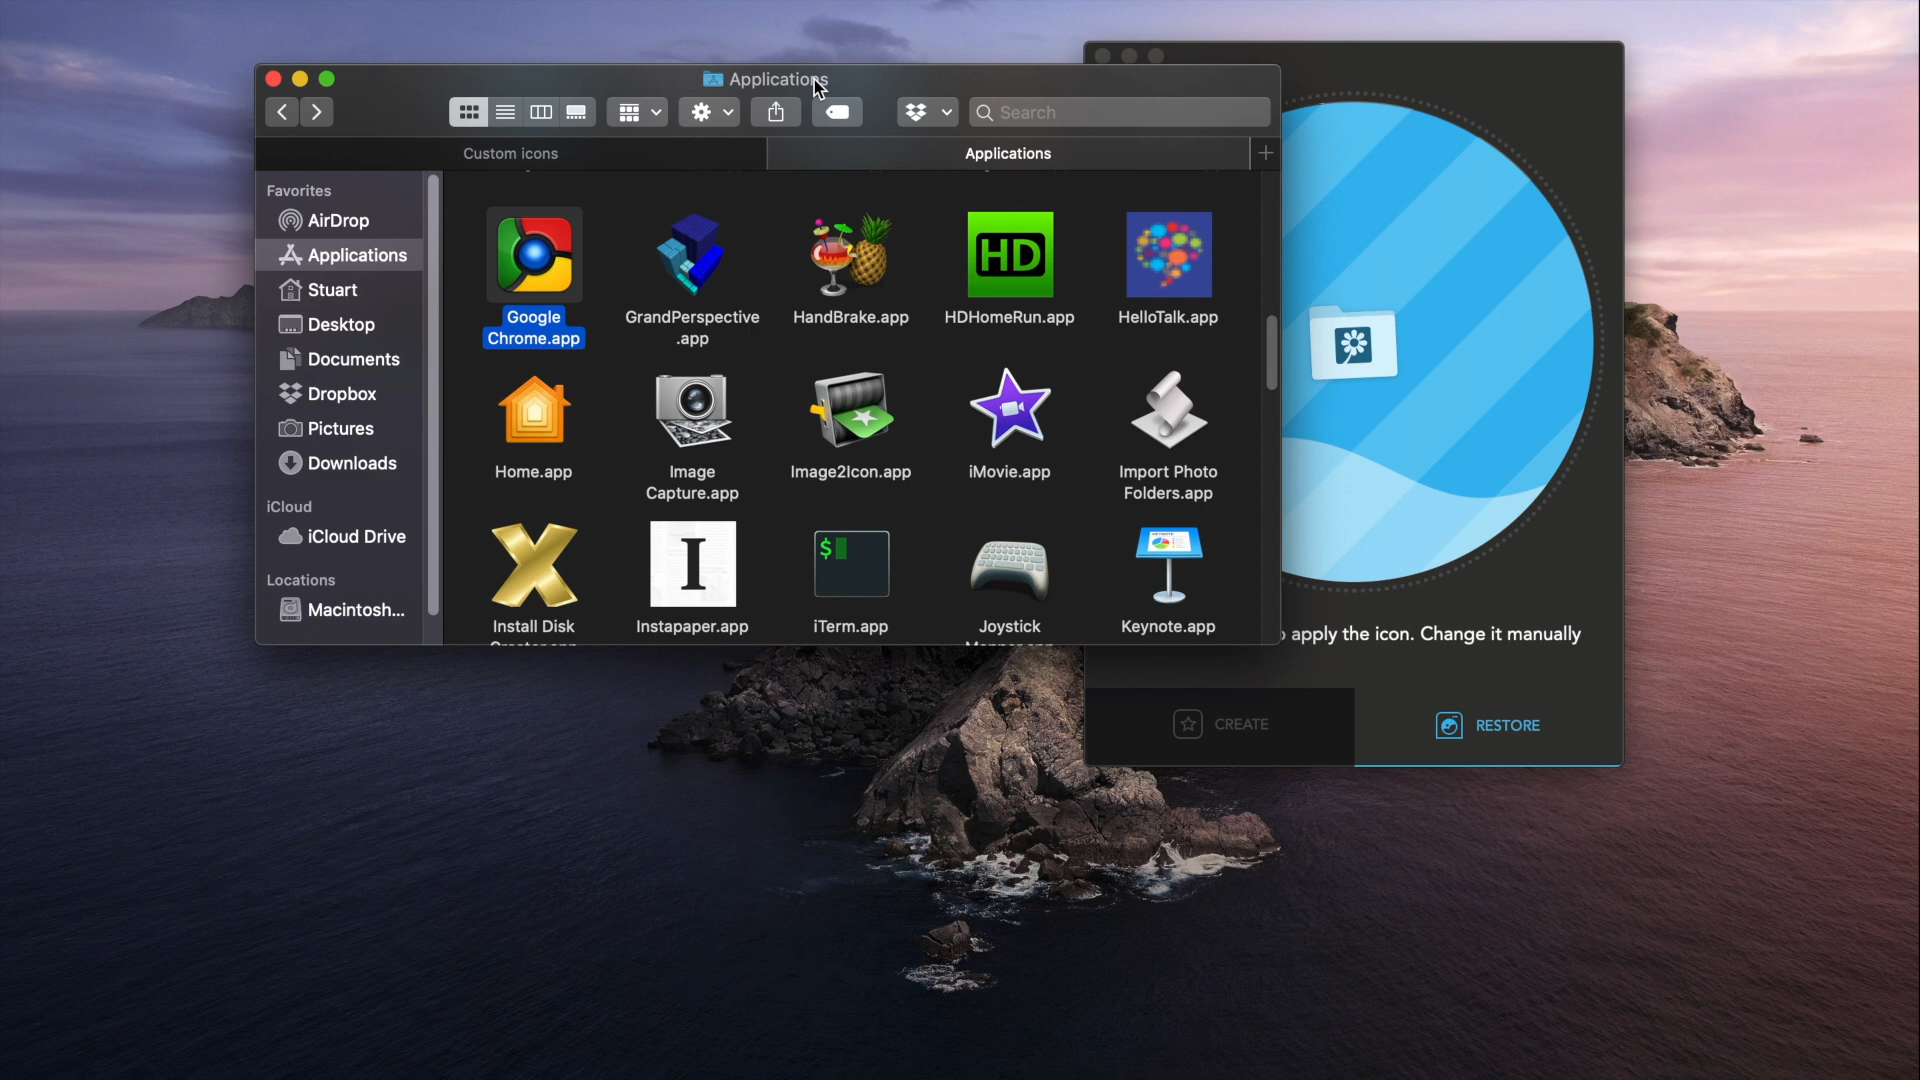 Applications
Search
Custom icons
Applications
Favorites
AirDrop
Applications
Stuart
Desktop
Documents
Dropbox
Pictures
Downloads
iCloud
iCloud Drive
Locations
Macintosh...
Google
Chrome.app
GrandPerspective
.app
HandBrake.app
HDHomeRun.app
HD
HelloTalk.app
Home.app
Image
Capture.app
Image2Icon.app
iMovie.app
Import Photo
Folders.app
X
I
$
Install Disk
Instapaper.app
iTerm.app
Joystick
Keynote.app
apply the icon. Change it manually
CREATE
RESTORE